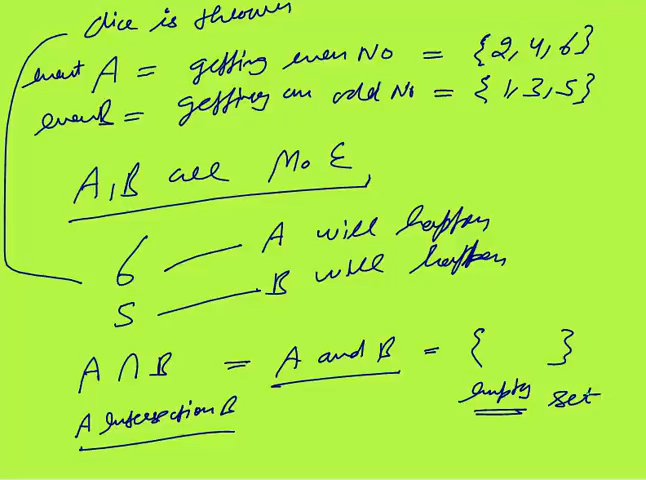 dice is thrown
event A = getting even No = {2, 4, 6}
event B = getting an odd No = {1, 3, 5}
A, B are M.E
6 — A will happen
5 — B will happen
A ∩ B = A and B = { }
A intersection B empty set